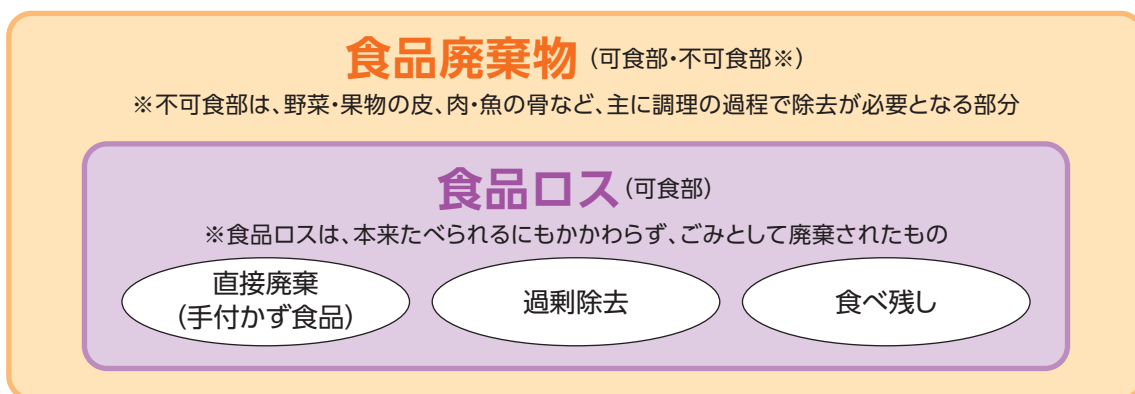 食品廃棄物（可食部・不可食部※）
※不可食部は、野菜・果物の皮、肉・魚の骨など、主に調理の過程で除去が必要となる部分
食品ロス（可食部）
※食品ロスは、本来たべられるにもかかわらず、ごみとして廃棄されたもの
直接廃棄
（手付かず食品）
過剰除去
食べ残し